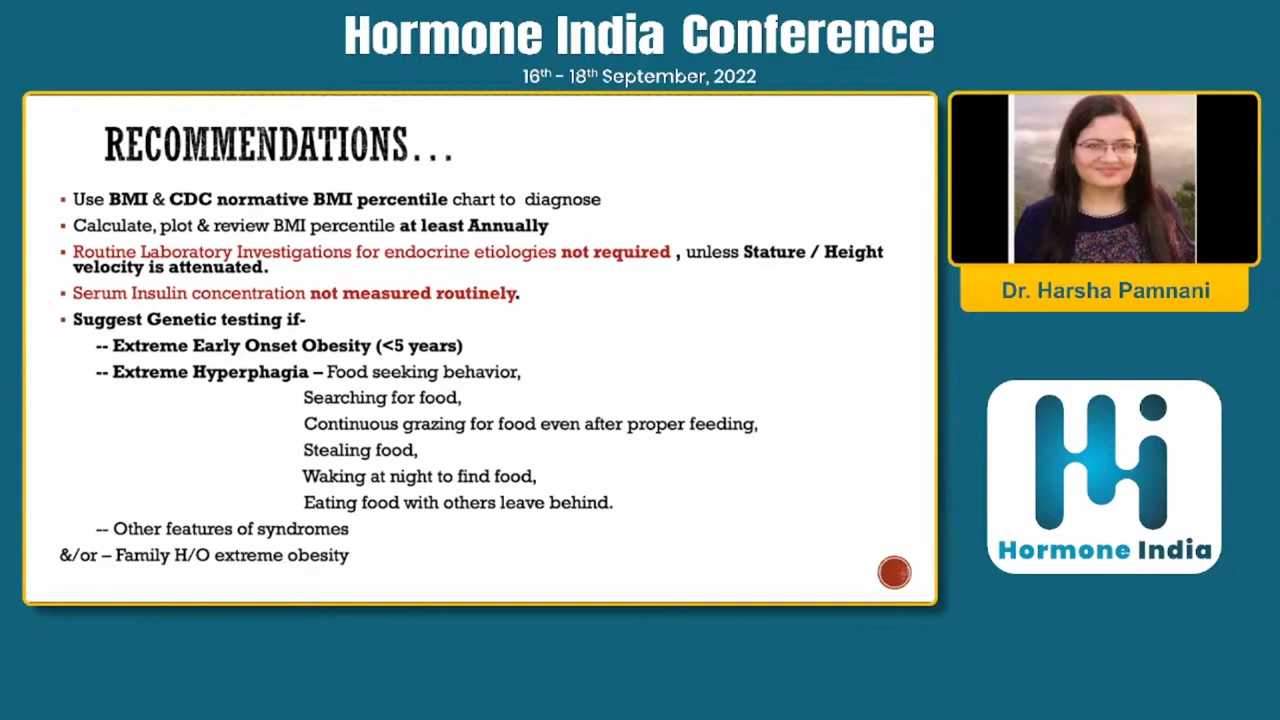 Hormone India Conference
16th - 18th September, 2022
RECOMMENDATIONS...
▪ Use BMI & CDC normative BMI percentile chart to diagnose
▪ Calculate, plot & review BMI percentile at least Annually
▪ Routine Laboratory Investigations for endocrine etiologies not required , unless Stature / Height
velocity is attenuated.
▪ Serum Insulin concentration not measured routinely.
▪ Suggest Genetic testing if-
-- Extreme Early Onset Obesity (<5 years)
-- Extreme Hyperphagia – Food seeking behavior,
Searching for food,
Continuous grazing for food even after proper feeding,
Stealing food,
Waking at night to find food,
Eating food with others leave behind.
-- Other features of syndromes
&/or – Family H/O extreme obesity
Dr. Harsha Pamnani
Hi
Hormone India